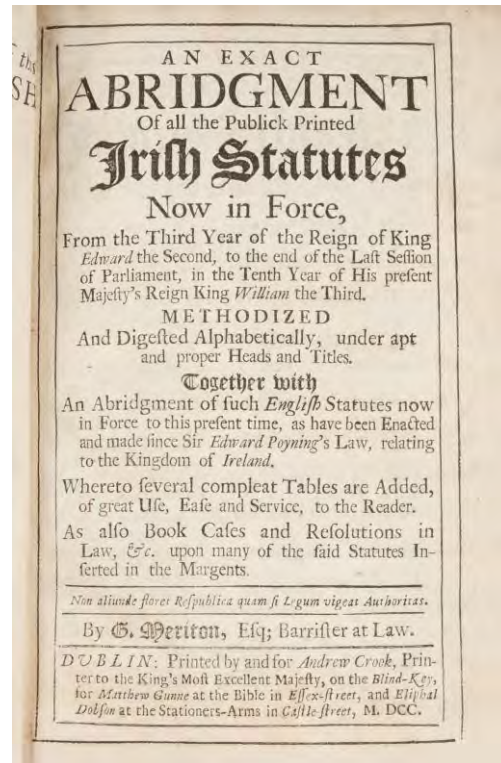 f the
SH
AN EXACT
ABRIDGMENT
Of all the Publick Printed
Iriſh Statutes
Now in Force,
From the Third Year of the Reign of King
Edward the Second, to the end of the Laſt Seſſion
of Parliament, in the Tenth Year of His preſent
Majeſty's Reign King William the Third.
METHODIZED
And Digeſted Alphabetically, under apt
and proper Heads and Titles.
Together with
An Abridgment of ſuch Engliſh Statutes now
in Force to this preſent time, as have been Enacted
and made ſince Sir Edward Poyning's Law, relating
to the Kingdom of Ireland.
Whereto ſeveral compleat Tables are Added,
of great Uſe, Eaſe and Service, to the Reader.
As alſo Book Caſes and Reſolutions in
Law, &c. upon many of the ſaid Statutes In-
ſerted in the Margents.
Non aliunde floret Reſpublica quam ſi Legum vigeat Authoritas.
By G. Meriton, Eſq; Barriſter at Law.
DVBLIN: Printed by and for Andrew Crook, Prin-
ter to the King's Moſt Excellent Majeſty, on the Blind-Key,
for Matthew Gunne at the Bible in Eſſex-ſtreet, and Eliphal
Dobſon at the Stationers-Arms in Caſtle-ſtreet, M. DCC.